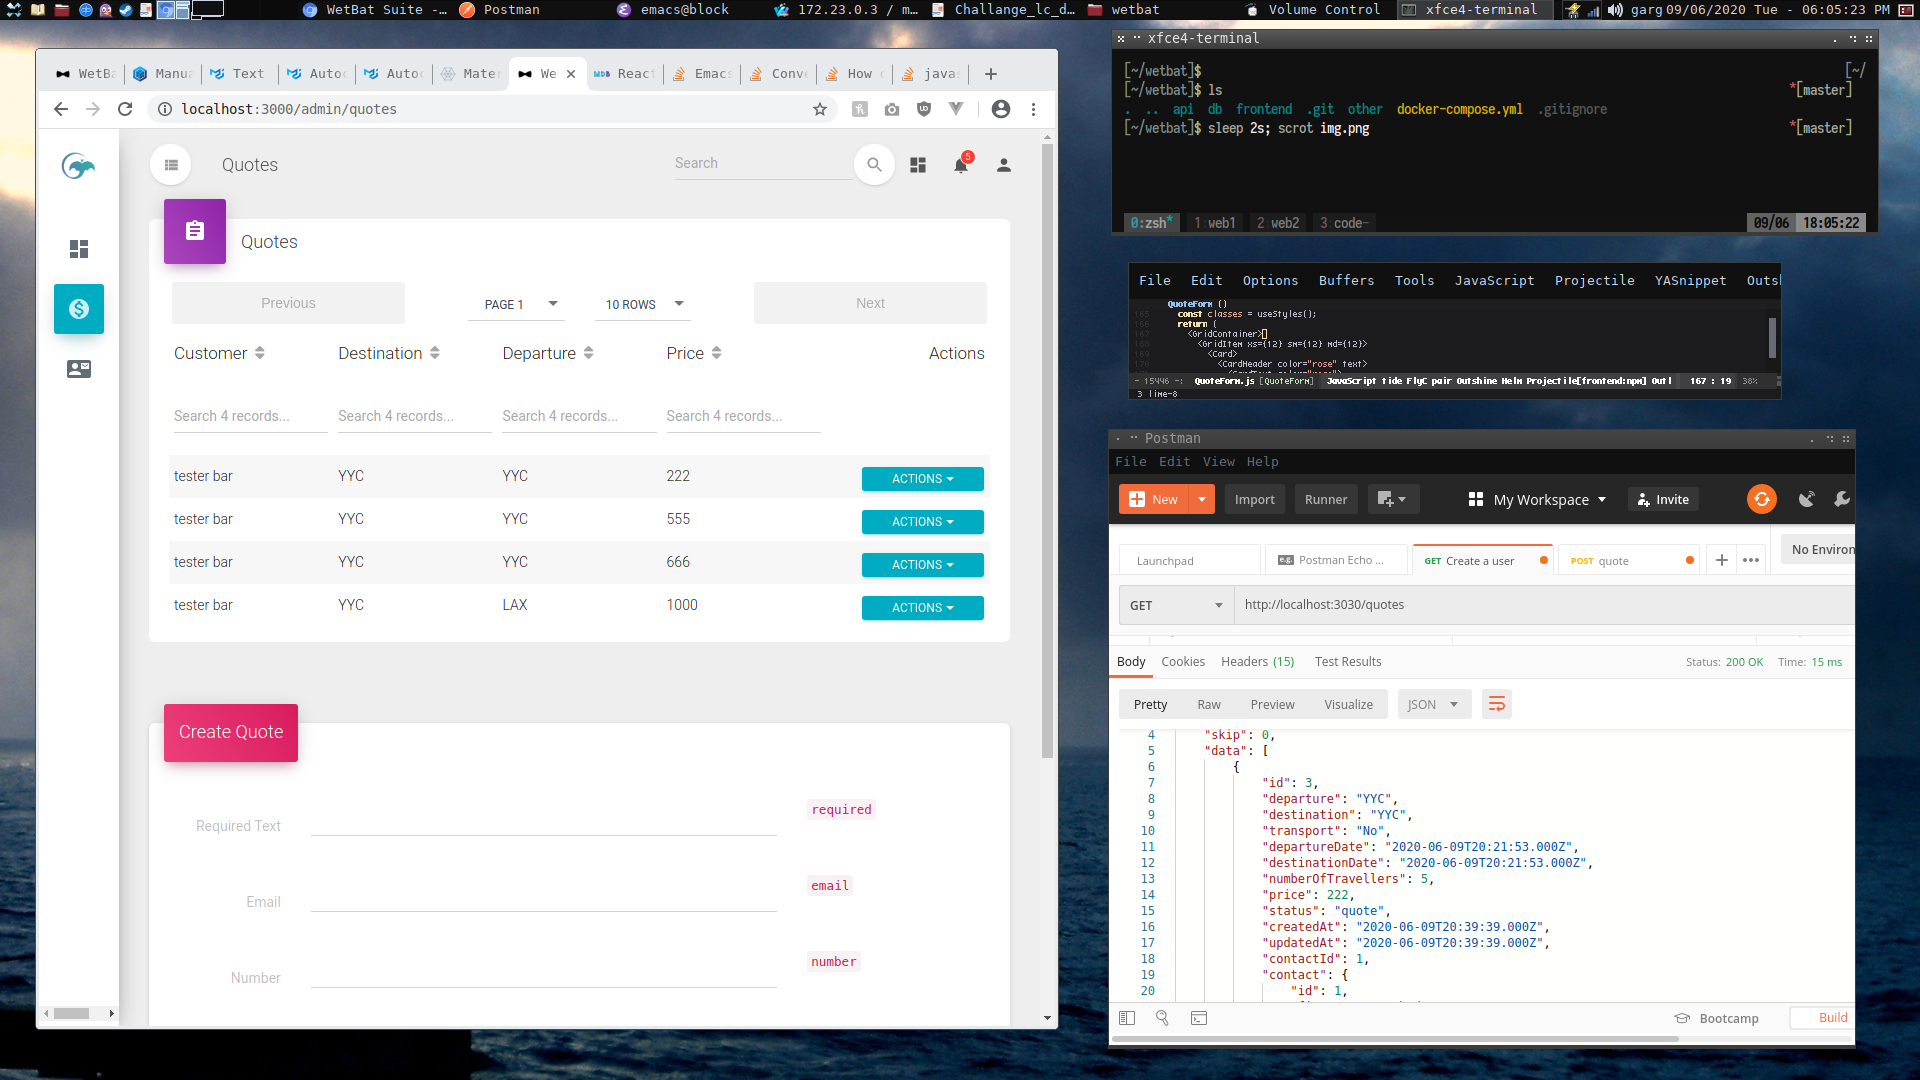 WetBat Suite -... Postman emacs@block 172.23.0.3 / m... Challange_lc_d... wetbat Volume Control xfce4-terminal garg 09/06/2020 Tue - 06:05:23 PM
WetBa Manua Text Autoc Autoc Mater We React Emacs Conve How javas
localhost:3000/admin/quotes
Quotes
Search
5
Quotes
Previous
PAGE 1
10 ROWS
Next
Customer Destination Departure Price Actions
Search 4 records... Search 4 records... Search 4 records... Search 4 records...
tester bar YYC YYC 222 ACTIONS
tester bar YYC YYC 555 ACTIONS
tester bar YYC YYC 666 ACTIONS
tester bar YYC LAX 1000 ACTIONS
Create Quote
Required Text
required
Email
email
Number
number
xfce4-terminal
[~/wetbat]$ [~/
[~/wetbat]$ ls *[master]
. .. api db frontend .git other docker-compose.yml .gitignore
[~/wetbat]$ sleep 2s; scrot img.png *[master]
0:zsh* 1 web1 2 web2 3 code- 09/06 18:05:22
File Edit Options Buffers Tools JavaScript Projectile YASnippet Outsh
QuoteForm ()
165 const classes = useStyles();
166 return (
167 <GridContainer>
168 <GridItem xs={12} sm={12} md={12}>
169 <Card>
170 <CardHeader color="rose" text>
- 15446 -: QuoteForm.js [QuoteForm] JavaScript tide FlyC pair Outshine Helm Projectile[frontend:npm] Outl 167 : 19 38%
3 lime-8
Postman
File Edit View Help
New Import Runner My Workspace Invite
Launchpad e.g. Postman Echo ... GET Create a user POST quote No Environ
GET http://localhost:3030/quotes
Body Cookies Headers (15) Test Results Status: 200 OK Time: 15 ms
Pretty Raw Preview Visualize JSON
4 "skip": 0,
5 "data": [
6 {
7 "id": 3,
8 "departure": "YYC",
9 "destination": "YYC",
10 "transport": "No",
11 "departureDate": "2020-06-09T20:21:53.000Z",
12 "destinationDate": "2020-06-09T20:21:53.000Z",
13 "numberOfTravellers": 5,
14 "price": 222,
15 "status": "quote",
16 "createdAt": "2020-06-09T20:39:39.000Z",
17 "updatedAt": "2020-06-09T20:39:39.000Z",
18 "contactId": 1,
19 "contact": {
20 "id": 1,
Bootcamp Build